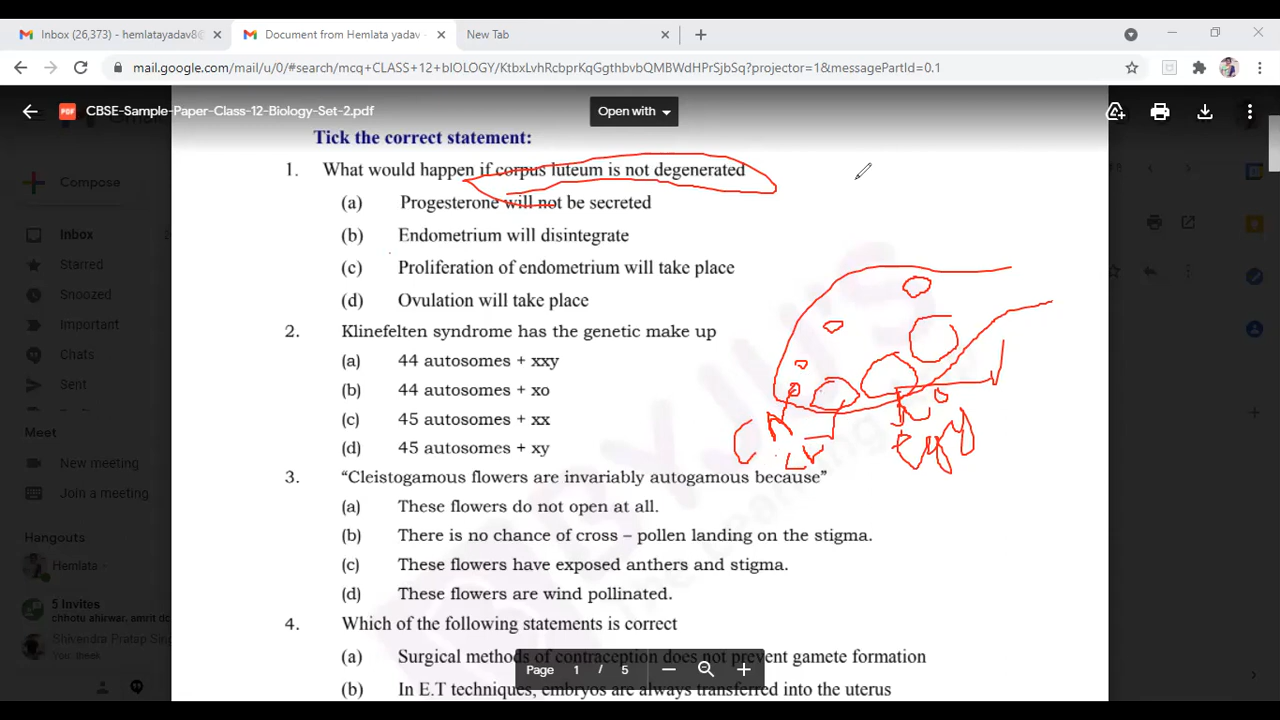 Inbox (26,373) - hemlatayadav8@
Document from Hemlata yadav
New Tab
mail.google.com/mail/u/0/#search/mcq+CLASS+12+bIOLOGY/KtbxLvhRcbprKqGgthbvbQMBWdHPrSjbSq?projector=1&messagePartId=0.1
CBSE-Sample-Paper-Class-12-Biology-Set-2.pdf
Open with
Compose
Inbox
Starred
Snoozed
Important
Chats
Sent
Drafts
Meet
New meeting
Join a meeting
Hangouts
Hemlata
5 Invites
chhotu ahirwar, amrit dc
Shivendra Pratap Sin
Tick the correct statement:
1. What would happen if corpus luteum is not degenerated
(a) Progesterone will not be secreted
(b) Endometrium will disintegrate
(c) Proliferation of endometrium will take place
(d) Ovulation will take place
2. Klinefelten syndrome has the genetic make up
(a) 44 autosomes + xxy
(b) 44 autosomes + xo
(c) 45 autosomes + xx
(d) 45 autosomes + xy
3. “Cleistogamous flowers are invariably autogamous because”
(a) These flowers do not open at all.
(b) There is no chance of cross – pollen landing on the stigma.
(c) These flowers have exposed anthers and stigma.
(d) These flowers are wind pollinated.
4. Which of the following statements is correct
(a) Surgical methods of contraception does not prevent gamete formation
(b) In E.T techniques, embryos are always transferred into the uterus
Page 1 / 5